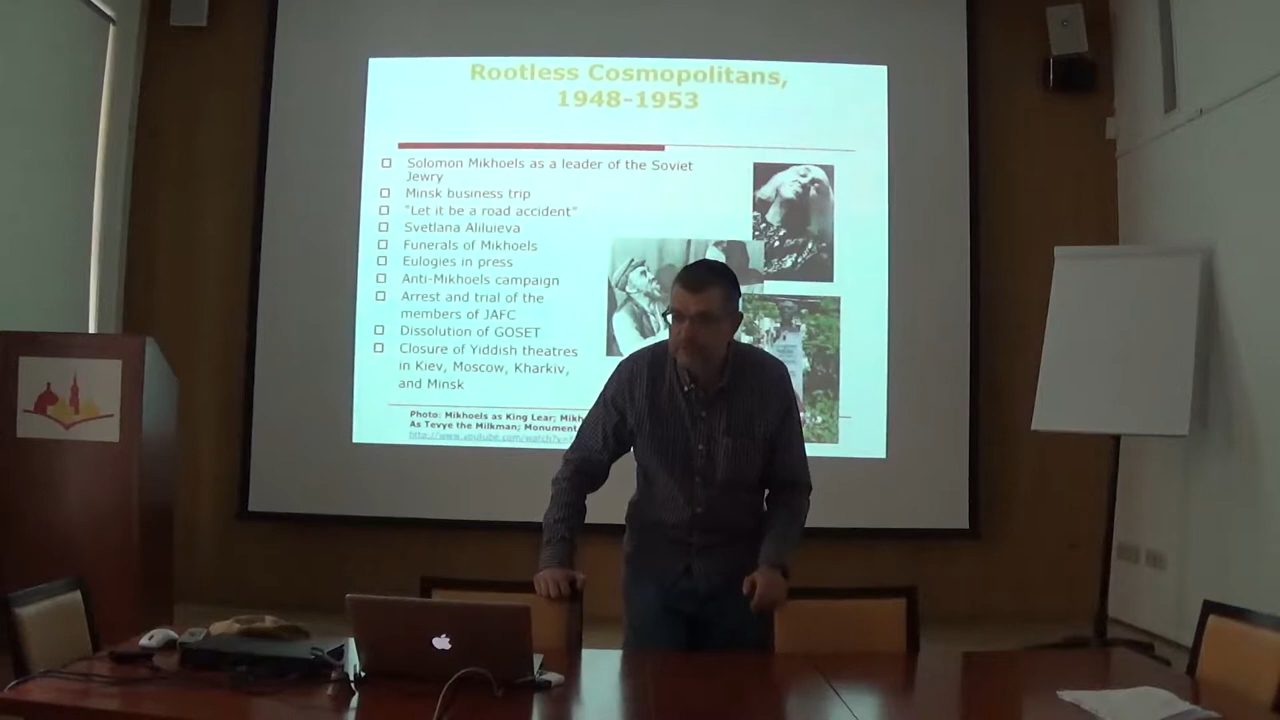 Rootless Cosmopolitans,
1948-1953
Solomon Mikhoels as a leader of the Soviet
Jewry
Minsk business trip
"Let it be a road accident"
Svetlana Aliluieva
Funerals of Mikhoels
Eulogies in press
Anti-Mikhoels campaign
Arrest and trial of the
members of JAFC
Dissolution of GOSET
Closure of Yiddish theatres
in Kiev, Moscow, Kharkiv,
and Minsk
Photo: Mikhoels as King Lear;
As Tevye the Milkman; Monument